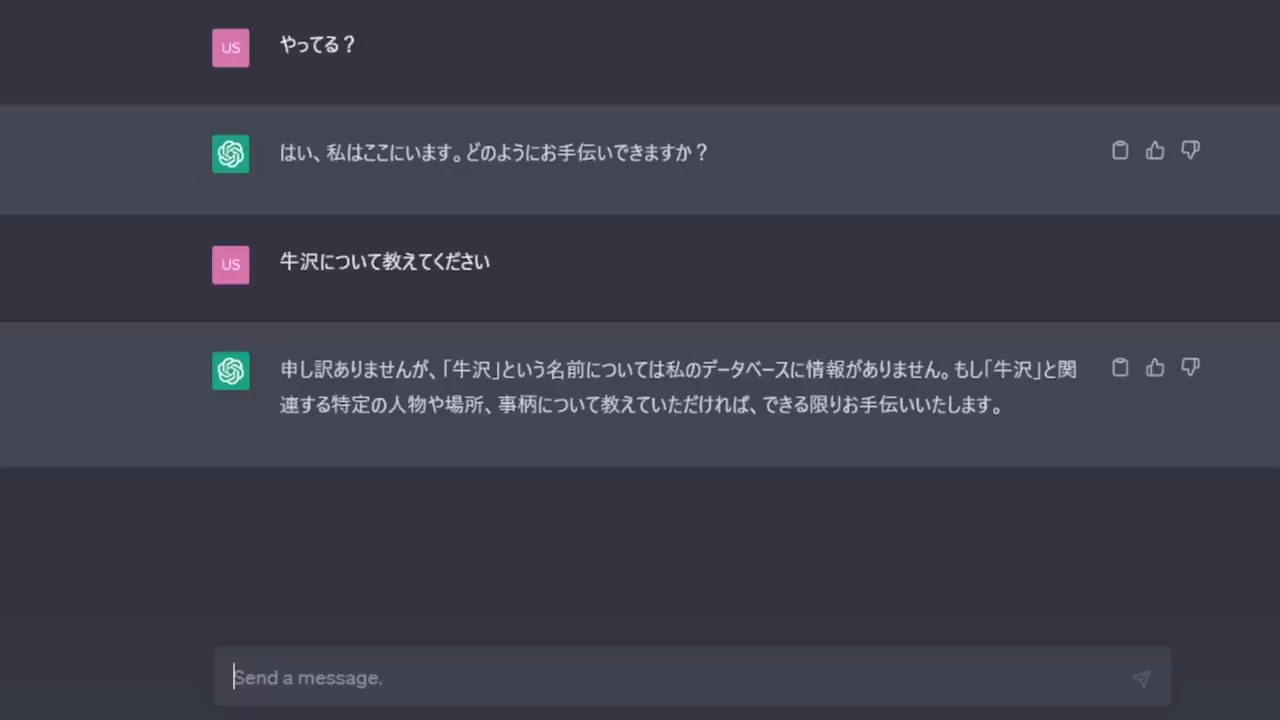 US
やってる？
はい、私はここにいます。どのようにお手伝いできますか？
US
牛沢について教えてください
申し訳ありませんが、「牛沢」という名前については私のデータベースに情報がありません。もし「牛沢」と関
連する特定の人物や場所、事柄について教えていただければ、できる限りお手伝いいたします。
Send a message.